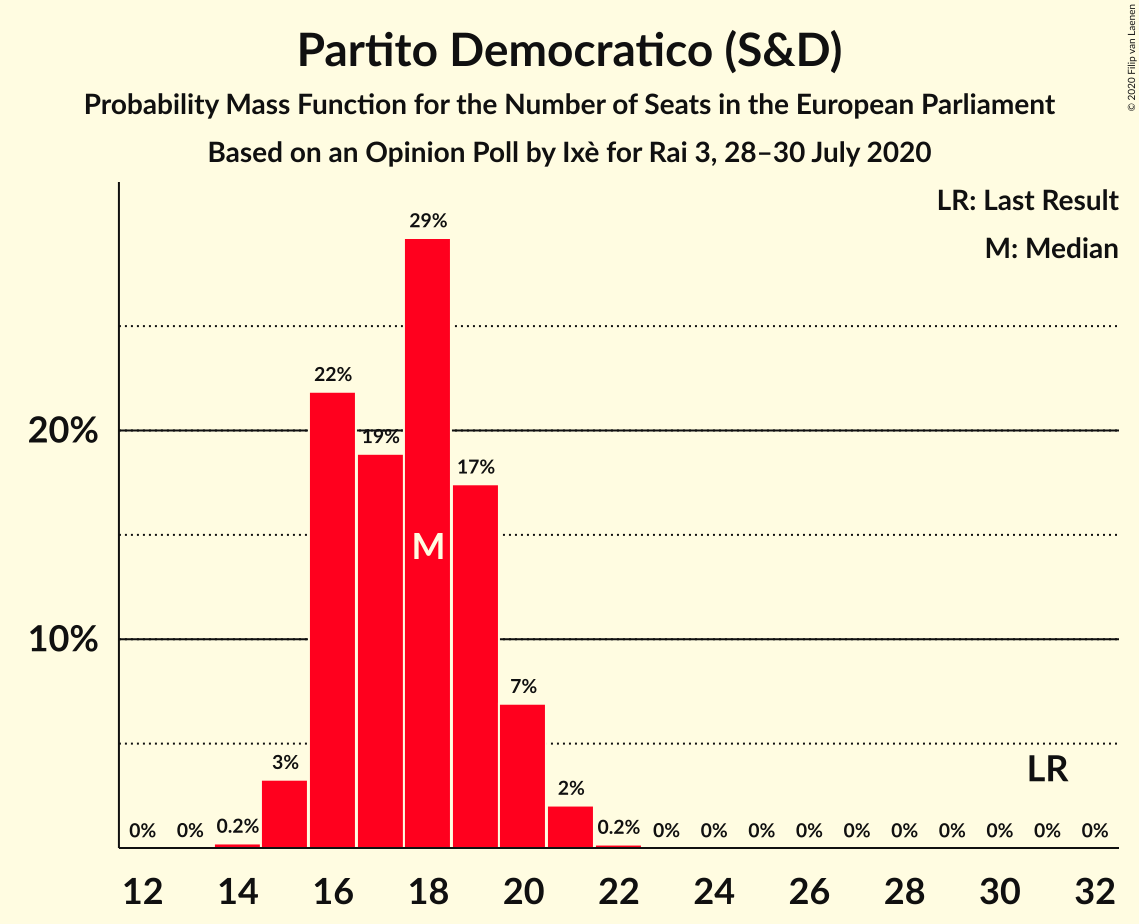 Partito Democratico (S&D)
Probability Mass Function for the Number of Seats in the European Parliament
Based on an Opinion Poll by Ixè for Rai 3, 28–30 July 2020
© 2020 Filip van Laenen
LR: Last Result
M: Median
29%
22%
20%
19%
17%
M
10%
7%
3%
2%
LR
0% 0% 0.2% 0.2% 0% 0% 0% 0% 0% 0% 0% 0% 0% 0%
12 14 16 18 20 22 24 26 28 30 32